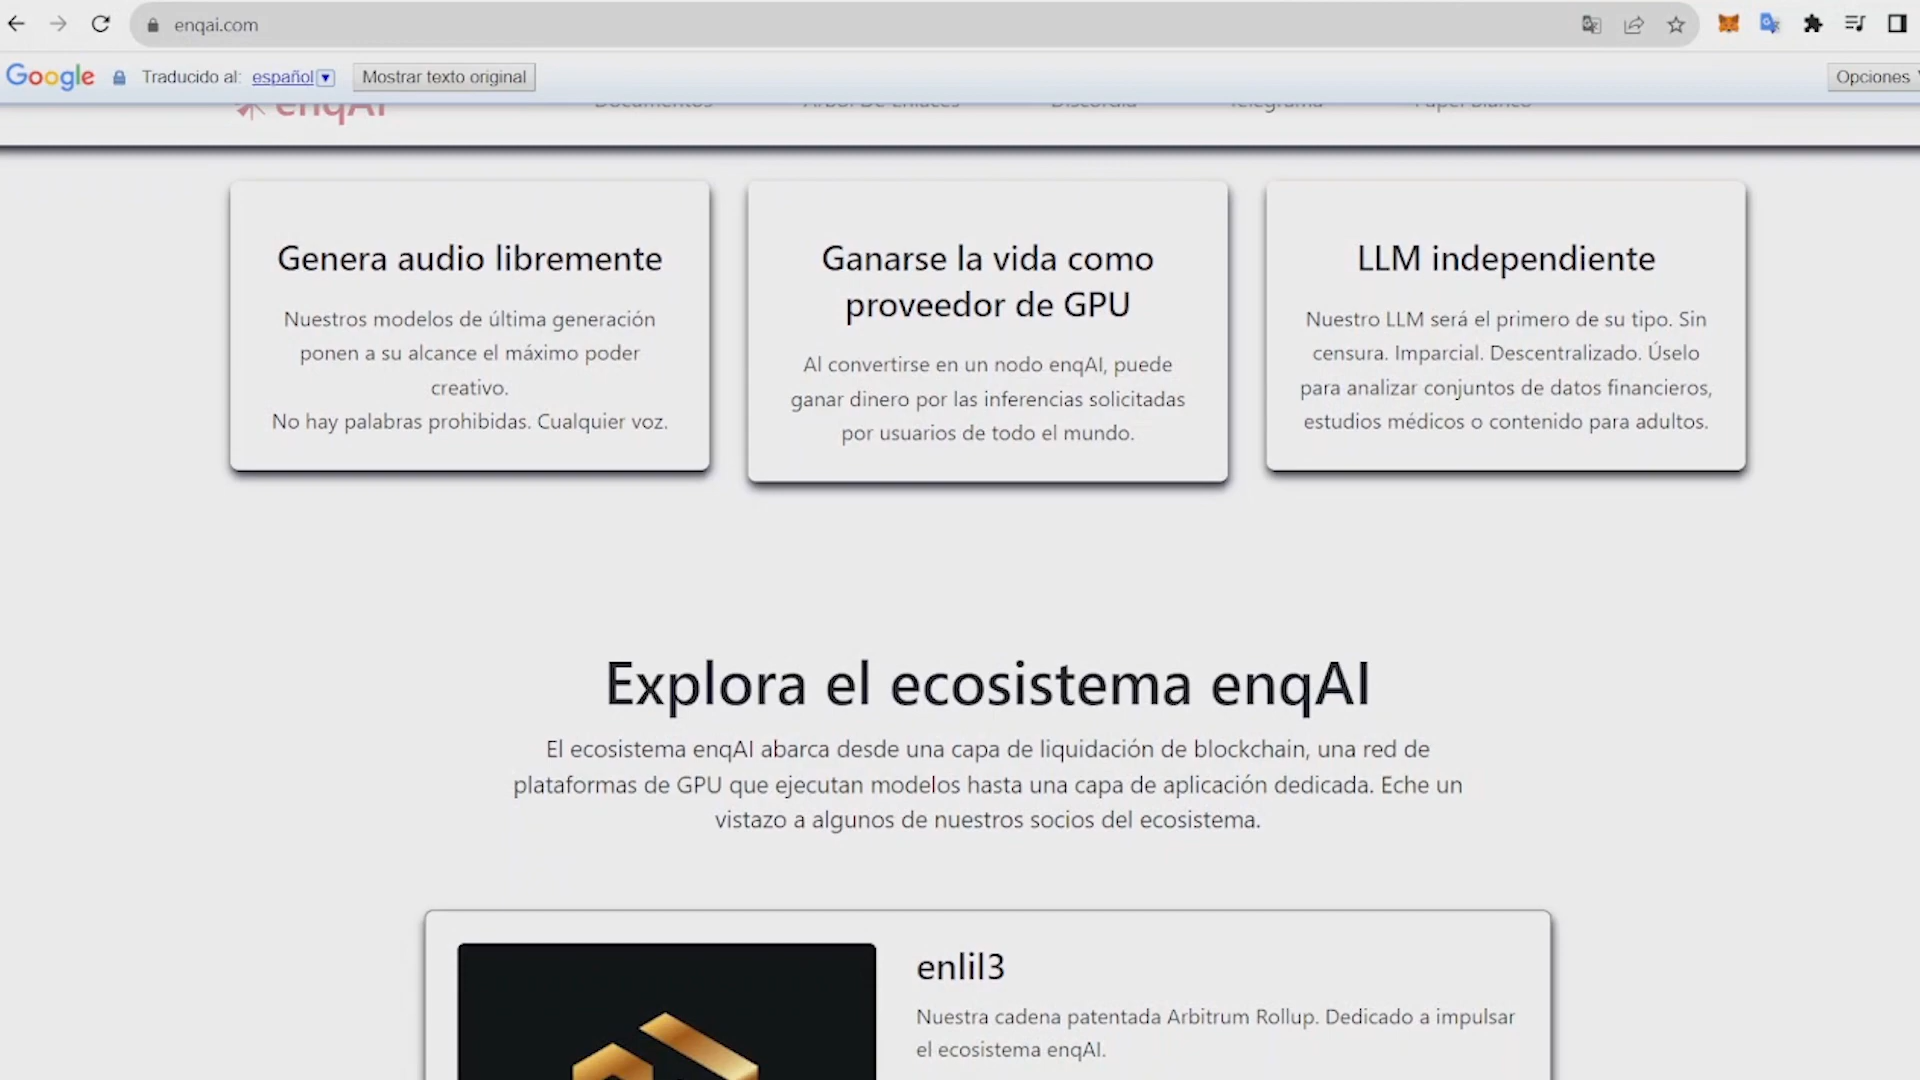 enqai.com
Google Traducido al: español Mostrar texto original Opciones
enqAI Documentos Árbol De Enlaces Discordia Telegrama Papel Blanco
Genera audio libremente
Nuestros modelos de última generación
ponen a su alcance el máximo poder
creativo.
No hay palabras prohibidas. Cualquier voz.
Ganarse la vida como
proveedor de GPU
Al convertirse en un nodo enqAI, puede
ganar dinero por las inferencias solicitadas
por usuarios de todo el mundo.
LLM independiente
Nuestro LLM será el primero de su tipo. Sin
censura. Imparcial. Descentralizado. Úselo
para analizar conjuntos de datos financieros,
estudios médicos o contenido para adultos.
Explora el ecosistema enqAI
El ecosistema enqAI abarca desde una capa de liquidación de blockchain, una red de
plataformas de GPU que ejecutan modelos hasta una capa de aplicación dedicada. Eche un
vistazo a algunos de nuestros socios del ecosistema.
enlil3
Nuestra cadena patentada Arbitrum Rollup. Dedicado a impulsar
el ecosistema enqAI.